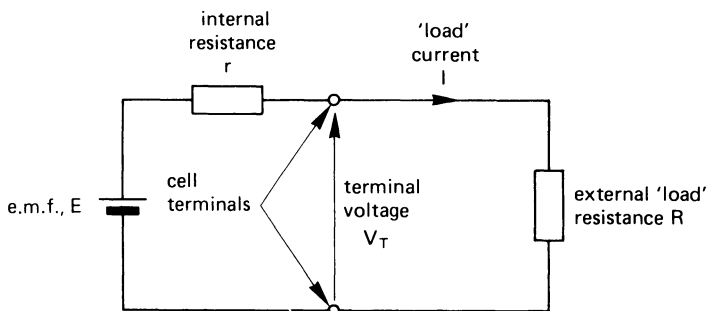 internal
resistance
r
'load'
current
I
e.m.f., E
cell
terminals
terminal
voltage
V_T
external 'load'
resistance R